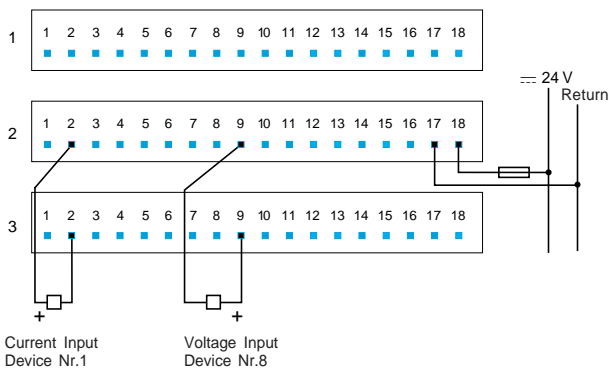 1 1 2 3 4 5 6 7 8 9 10 11 12 13 14 15 16 17 18
⎓ 24 V
Return
2 1 2 3 4 5 6 7 8 9 10 11 12 13 14 15 16 17 18
3 1 2 3 4 5 6 7 8 9 10 11 12 13 14 15 16 17 18
+ +
Current Input
Device Nr.1
Voltage Input
Device Nr.8